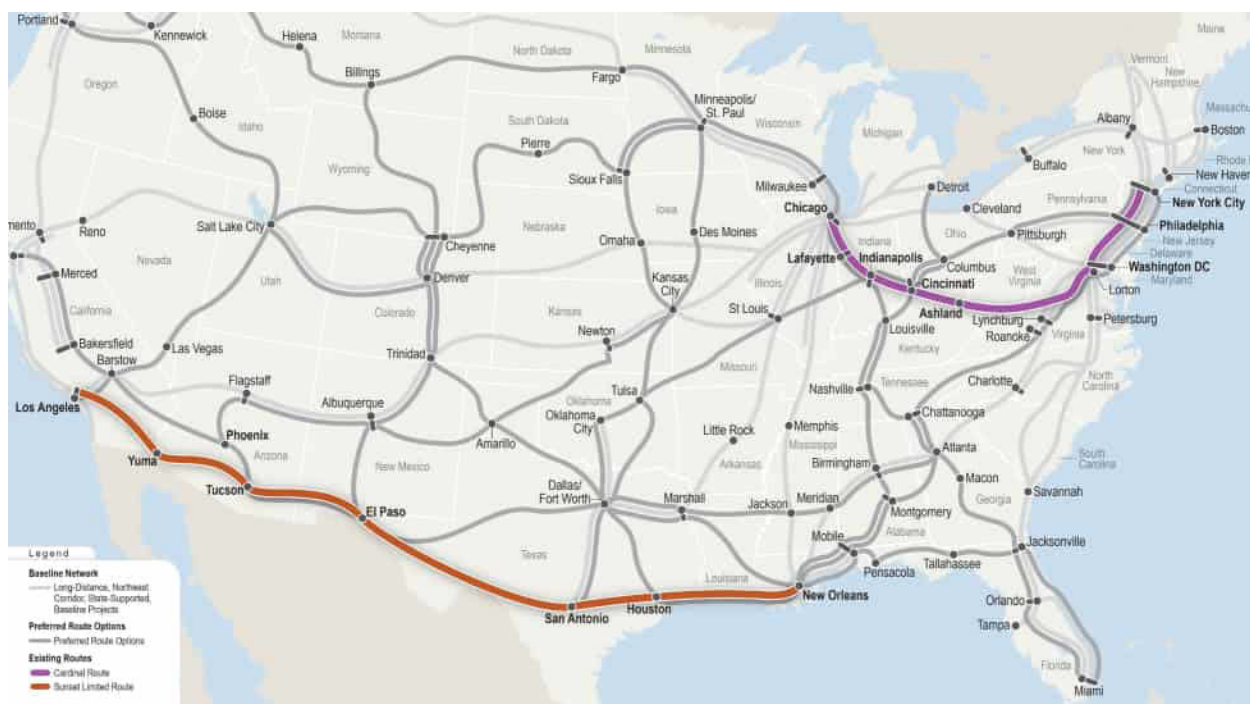 Portland
Kennewick
Helena
Montana
North Dakota
Minnesota
Maine
Billings
Fargo
Vermont
New
Hampshire
Oregon
Boise
Idaho
South Dakota
Minneapolis/
St. Paul
Wisconsin
Michigan
Albany
Boston
Wyoming
Pierre
Sioux Falls
New York
Buffalo
New Haven
Milwaukee
Detroit
Connecticut
Chicago
Cleveland
Pennsylvania
New York City
Reno
Salt Lake City
Cheyenne
Nebraska
Iowa
Omaha
Des Moines
Indiana
Ohio
Pittsburgh
Philadelphia
New Jersey
Delaware
Lafayette
Indianapolis
Columbus
West
Virginia
Washington DC
Maryland
Merced
Nevada
Utah
Denver
Kansas
City
Illinois
Cincinnati
Lorton
California
Colorado
Kansas
St Louis
Ashland
Lynchburg
Petersburg
Bakersfield
Las Vegas
Newton
Louisville
Roanoke
Virginia
Barstow
Trinidad
Kentucky
Missouri
Flagstaff
Nashville
Tennessee
Charlotte
North
Carolina
Los Angeles
Albuquerque
Tulsa
Oklahoma
Oklahoma
City
Chattanooga
Phoenix
Amarillo
Little Rock
Memphis
Mississippi
Atlanta
Yuma
Arizona
New Mexico
Arkansas
Birmingham
South
Carolina
Tucson
Dallas/
Fort Worth
Marshall
Jackson
Meridian
Macon
Georgia
Savannah
El Paso
Montgomery
Alabama
Mobile
Jacksonville
Texas
Louisiana
Pensacola
Tallahassee
New Orleans
San Antonio
Houston
Orlando
Tampa
Florida
Miami
Legend
Baseline Network
Long-Distance, Northeast
Corridor, State-Supported,
Baseline Projects
Preferred Route Options
Preferred Route Options
Existing Routes
Cardinal Route
Sunset Limited Route